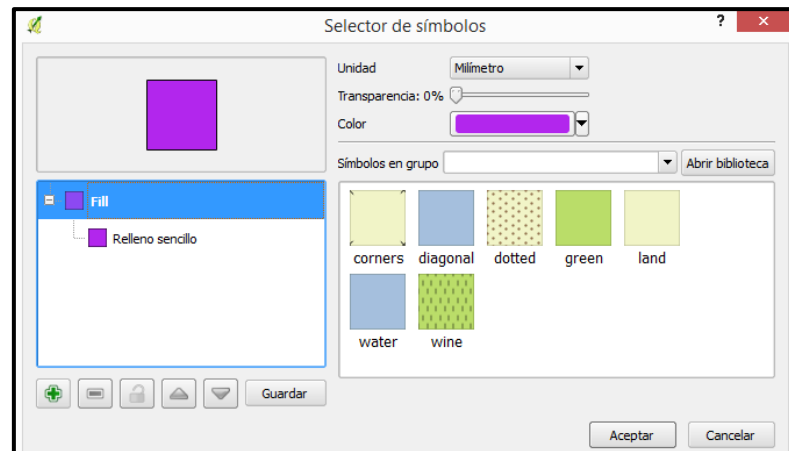 Selector de símbolos ?
Unidad Milímetro
Transparencia: 0%
Color
Símbolos en grupo Abrir biblioteca
Fill
Relleno sencillo
corners diagonal dotted green land
water wine
Guardar
Aceptar Cancelar